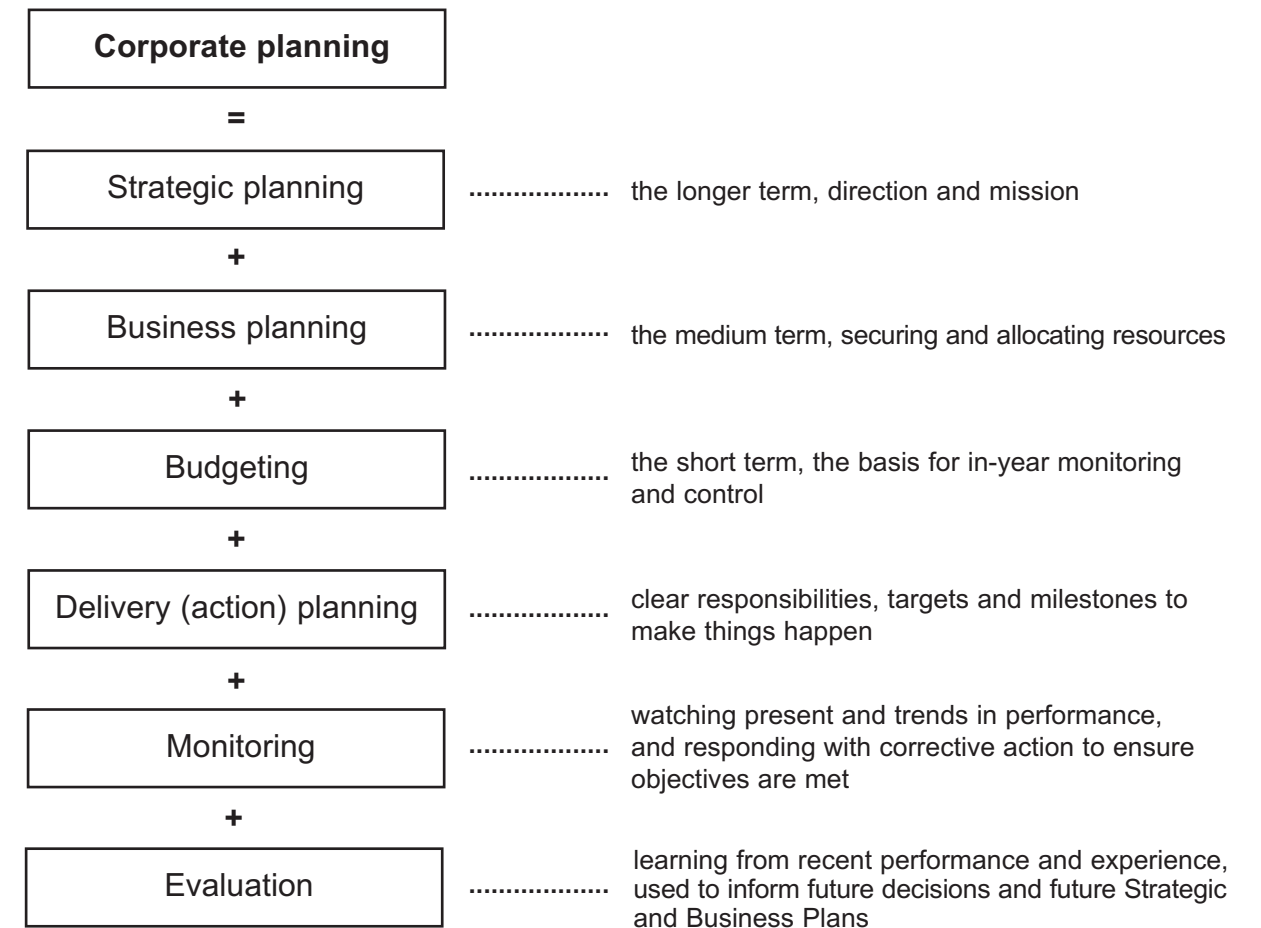 Corporate planning
=
Strategic planning ................... the longer term, direction and mission
+
Business planning ................... the medium term, securing and allocating resources
+
Budgeting ................... the short term, the basis for in-year monitoring
and control
+
Delivery (action) planning ................... clear responsibilities, targets and milestones to
make things happen
+
Monitoring ................... watching present and trends in performance,
and responding with corrective action to ensure
objectives are met
+
Evaluation ................... learning from recent performance and experience,
used to inform future decisions and future Strategic
and Business Plans